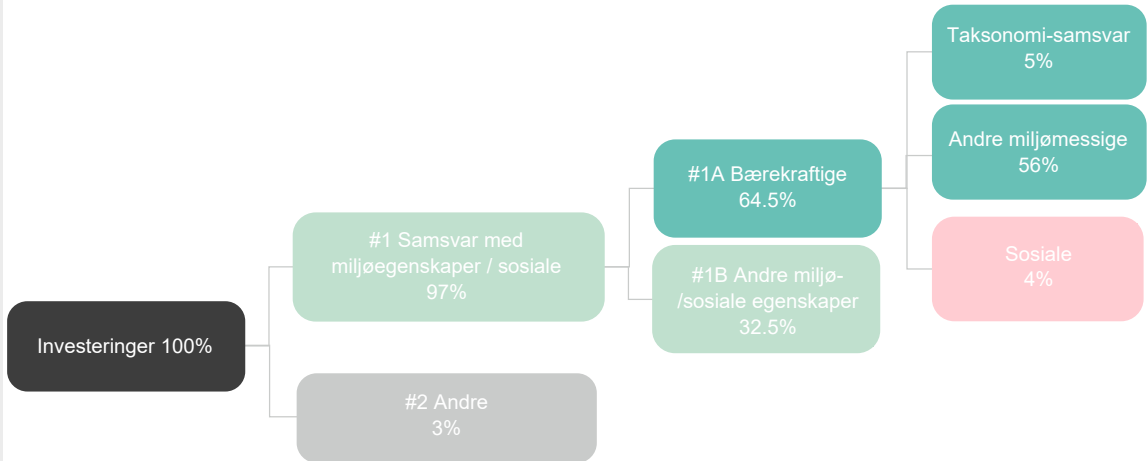 Investeringer 100%
#1 Samsvar med
miljøegenskaper / sosiale
97%
#2 Andre
3%
#1A Bærekraftige
64.5%
#1B Andre miljø-
/sosiale egenskaper
32.5%
Taksonomi-samsvar
5%
Andre miljømessige
56%
Sosiale
4%